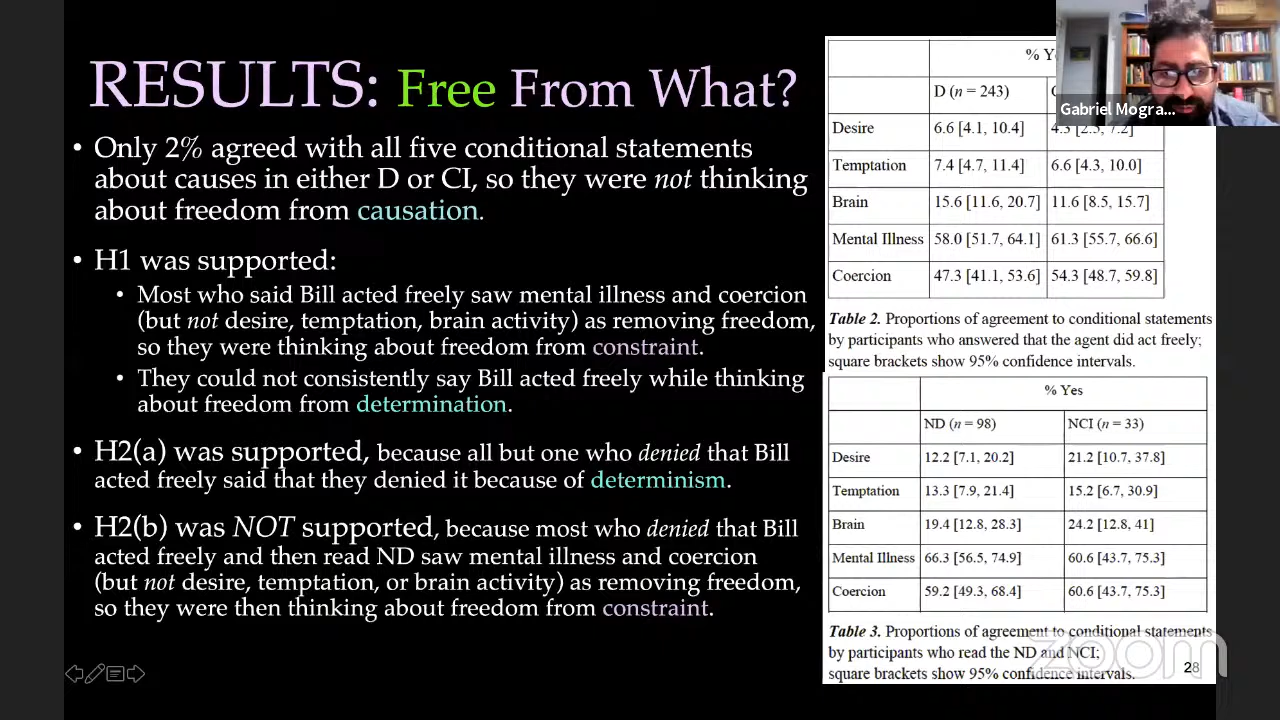 RESULTS: Free From What?
• Only 2% agreed with all five conditional statements
about causes in either D or CI, so they were not thinking
about freedom from causation.
• H1 was supported:
• Most who said Bill acted freely saw mental illness and coercion
(but not desire, temptation, brain activity) as removing freedom,
so they were thinking about freedom from constraint.
• They could not consistently say Bill acted freely while thinking
about freedom from determination.
• H2(a) was supported, because all but one who denied that Bill
acted freely said that they denied it because of determinism.
• H2(b) was NOT supported, because most who denied that Bill
acted freely and then read ND saw mental illness and coercion
(but not desire, temptation, or brain activity) as removing freedom,
so they were then thinking about freedom from constraint.
% Y
D (n = 243)
Desire 6.6 [4.1, 10.4] 4.3 [2.5, 7.2]
Temptation 7.4 [4.7, 11.4] 6.6 [4.3, 10.0]
Brain 15.6 [11.6, 20.7] 11.6 [8.5, 15.7]
Mental Illness 58.0 [51.7, 64.1] 61.3 [55.7, 66.6]
Coercion 47.3 [41.1, 53.6] 54.3 [48.7, 59.8]
Table 2. Proportions of agreement to conditional statements
by participants who answered that the agent did act freely;
square brackets show 95% confidence intervals.
% Yes
ND (n = 98) NCI (n = 33)
Desire 12.2 [7.1, 20.2] 21.2 [10.7, 37.8]
Temptation 13.3 [7.9, 21.4] 15.2 [6.7, 30.9]
Brain 19.4 [12.8, 28.3] 24.2 [12.8, 41]
Mental Illness 66.3 [56.5, 74.9] 60.6 [43.7, 75.3]
Coercion 59.2 [49.3, 68.4] 60.6 [43.7, 75.3]
Table 3. Proportions of agreement to conditional statements
by participants who read the ND and NCI;
square brackets show 95% confidence intervals.
Gabriel Mogra...
zoom
28